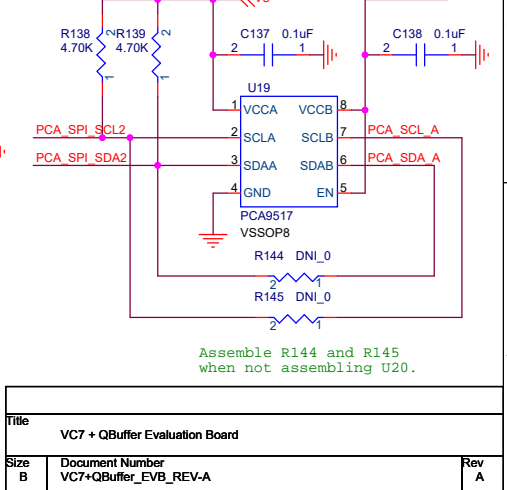 R138
4.70K
2
1
R139
4.70K
2
1
C137 0.1uF
2 1
C138 0.1uF
2 1
U19
1 VCCA VCCB 8
PCA_SPI_SCL2 2 SCLA SCLB 7 PCA_SCL_A
PCA_SPI_SDA2 3 SDAA SDAB 6 PCA_SDA_A
4 GND EN 5
PCA9517
VSSOP8
R144 DNI_0
2 1
R145 DNI_0
2 1
Assemble R144 and R145
when not assembling U20.
Title
VC7 + QBuffer Evaluation Board
Size Document Number Rev
B VC7+QBuffer_EVB_REV-A A